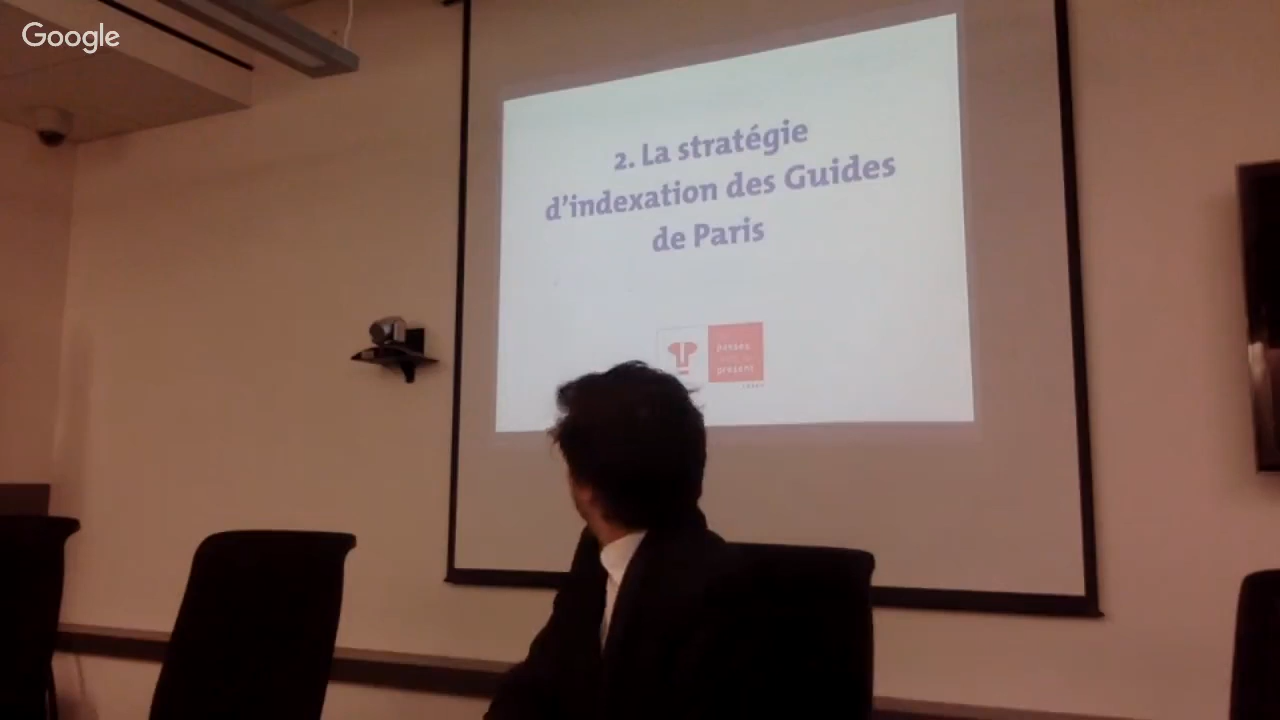 Google
2. La stratégie
d'indexation des Guides
de Paris
passés
présent